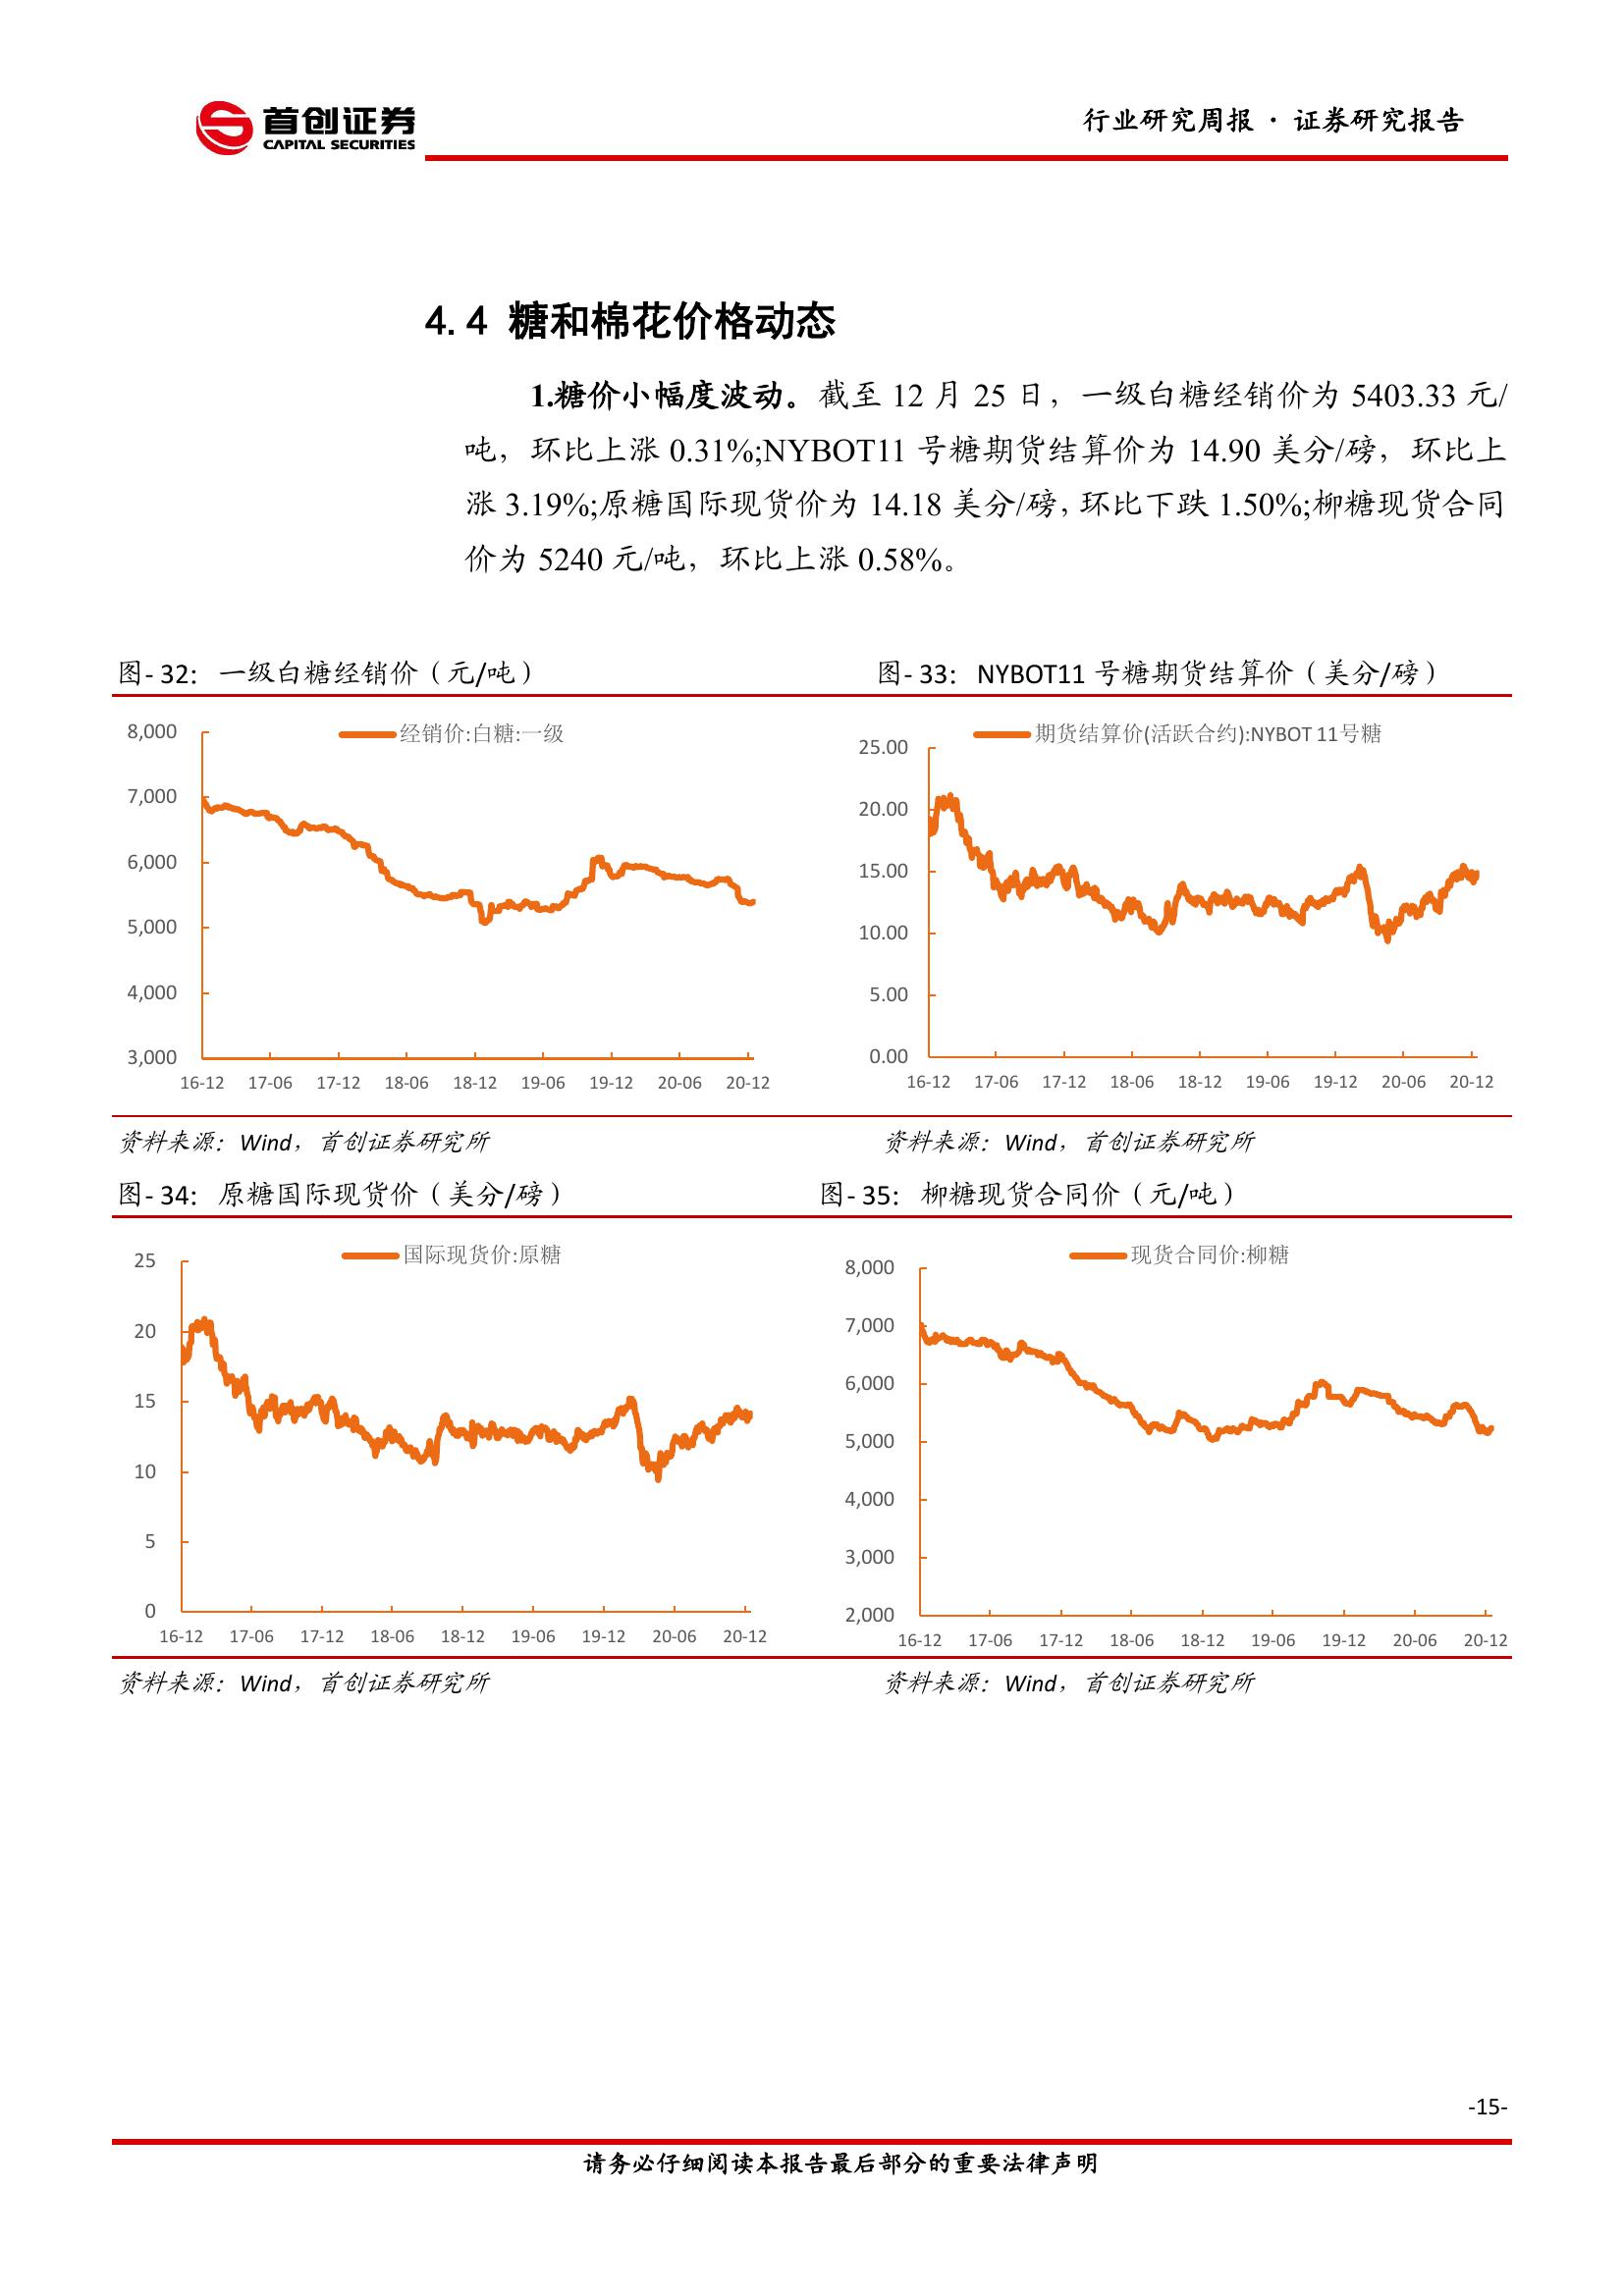 首创证券
CAPITAL SECURITIES
行业研究周报 · 证券研究报告
4.4 糖和棉花价格动态
1.糖价小幅度波动。截至 12 月 25 日，一级白糖经销价为 5403.33 元/
吨，环比上涨 0.31%;NYBOT11 号糖期货结算价为 14.90 美分/磅，环比上
涨 3.19%;原糖国际现货价为 14.18 美分/磅，环比下跌 1.50%;柳糖现货合同
价为 5240 元/吨，环比上涨 0.58%。
图- 32: 一级白糖经销价（元/吨）
经销价:白糖:一级
8,000
7,000
6,000
5,000
4,000
3,000
16-12 17-06 17-12 18-06 18-12 19-06 19-12 20-06 20-12
资料来源：Wind，首创证券研究所
图- 33: NYBOT11 号糖期货结算价（美分/磅）
期货结算价(活跃合约):NYBOT 11号糖
25.00
20.00
15.00
10.00
5.00
0.00
16-12 17-06 17-12 18-06 18-12 19-06 19-12 20-06 20-12
资料来源：Wind，首创证券研究所
图- 34: 原糖国际现货价（美分/磅）
国际现货价:原糖
25
20
15
10
5
0
16-12 17-06 17-12 18-06 18-12 19-06 19-12 20-06 20-12
资料来源：Wind，首创证券研究所
图- 35: 柳糖现货合同价（元/吨）
现货合同价:柳糖
8,000
7,000
6,000
5,000
4,000
3,000
2,000
16-12 17-06 17-12 18-06 18-12 19-06 19-12 20-06 20-12
资料来源：Wind，首创证券研究所
-15-
请务必仔细阅读本报告最后部分的重要法律声明